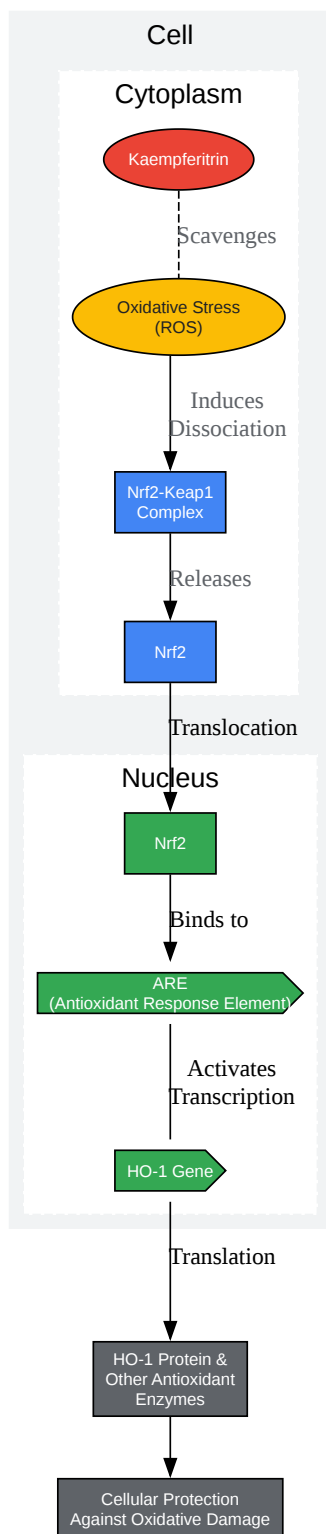 Cell
Cytoplasm
Kaempferitrin
Scavenges
Oxidative Stress
(ROS)
Induces
Dissociation
Nrf2-Keap1
Complex
Releases
Nrf2
Translocation
Nucleus
Nrf2
Binds to
ARE
(Antioxidant Response Element)
Activates
Transcription
HO-1 Gene
Translation
HO-1 Protein &
Other Antioxidant
Enzymes
Cellular Protection
Against Oxidative Damage